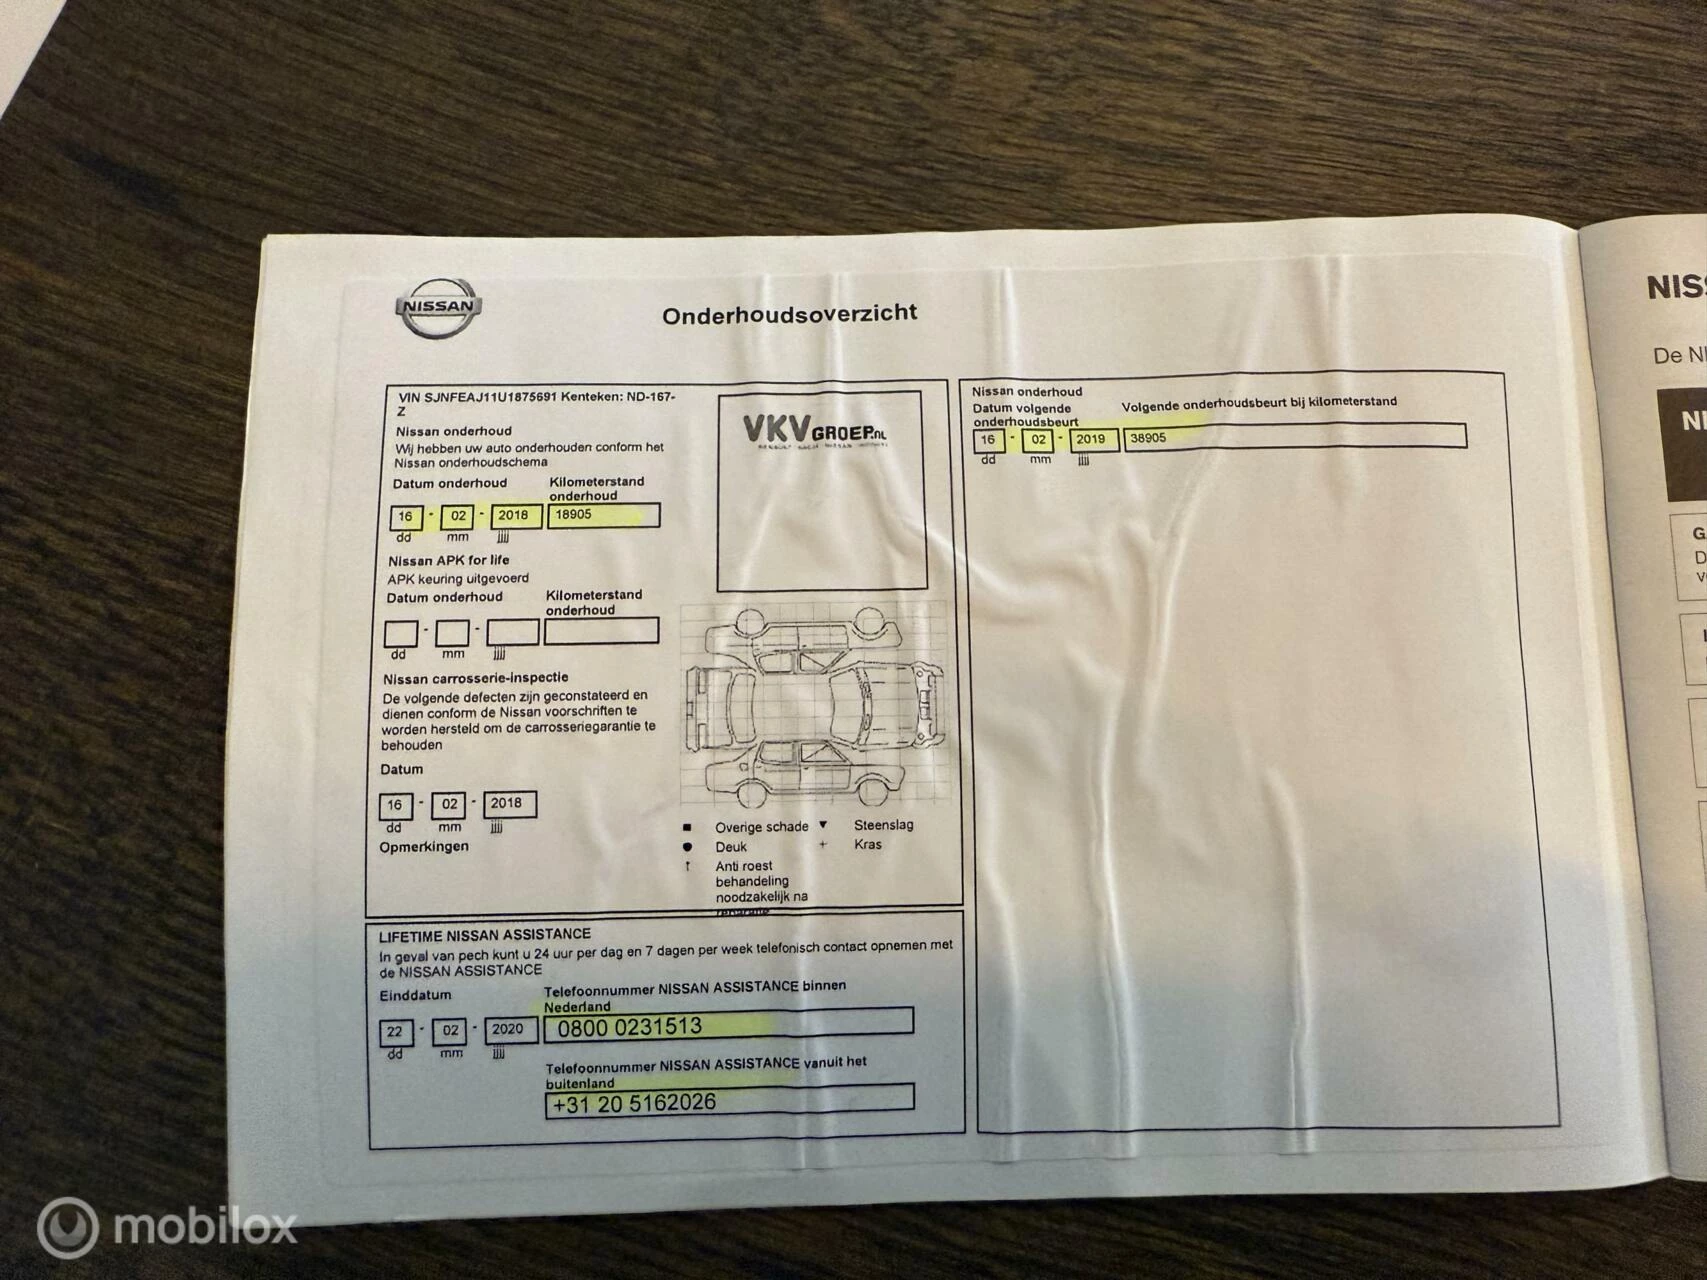 NISSAN
Onderhoudsoverzicht
VIN SJNFEAJ11U1875691 Kenteken: ND-167-
Z
Nissan onderhoud
Wij hebben uw auto onderhouden conform het
Nissan onderhoudschema
Datum onderhoud
Kilometerstand
onderhoud
16 - 02 - 2018
18905
dd mm jjjj
Nissan APK for life
APK keuring uitgevoerd
Datum onderhoud
Kilometerstand
onderhoud
- -
dd mm jjjj
Nissan carrosserie-inspectie
De volgende defecten zijn geconstateerd en
dienen conform de Nissan voorschriften te
worden hersteld om de carrosseriegarantie te
behouden
Datum
16 - 02 - 2018
dd mm jjjj
Opmerkingen
VKVGROEP.nl
Overige schade
Steenslag
Deuk
Kras
Anti roest
behandeling
noodzakelijk na
reparatie
LIFETIME NISSAN ASSISTANCE
In geval van pech kunt u 24 uur per dag en 7 dagen per week telefonisch contact opnemen met
de NISSAN ASSISTANCE
Einddatum
Telefoonnummer NISSAN ASSISTANCE binnen
Nederland
22 - 02 - 2020
0800 0231513
dd mm jjjj
Telefoonnummer NISSAN ASSISTANCE vanuit het
buitenland
+31 20 5162026
Nissan onderhoud
Datum volgende
onderhoudsbeurt
Volgende onderhoudsbeurt bij kilometerstand
16 - 02 - 2019
38905
dd mm jjjj
NIS
De NI
NI
G
D
mobilox